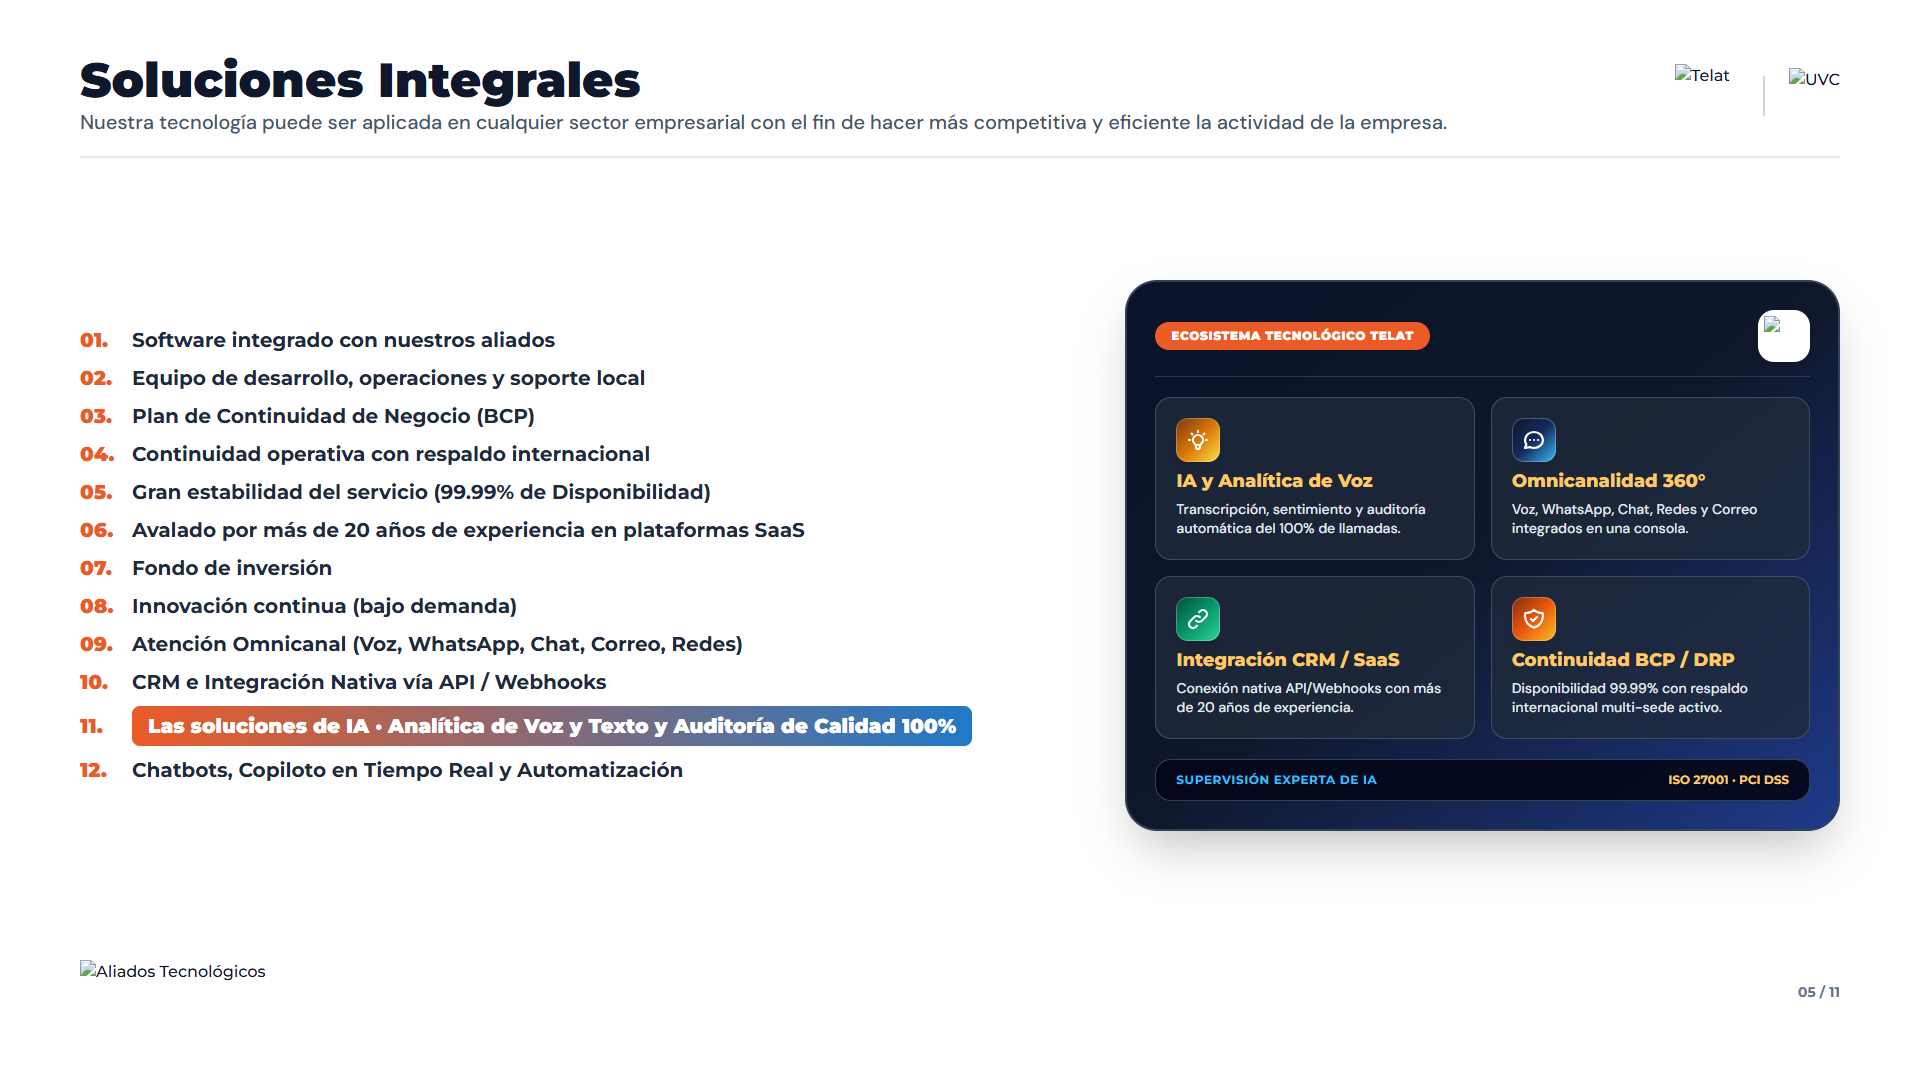 Soluciones Integrales
Nuestra tecnología puede ser aplicada en cualquier sector empresarial con el fin de hacer más competitiva y eficiente la actividad de la empresa.
Telat
UVC
01. Software integrado con nuestros aliados
02. Equipo de desarrollo, operaciones y soporte local
03. Plan de Continuidad de Negocio (BCP)
04. Continuidad operativa con respaldo internacional
05. Gran estabilidad del servicio (99.99% de Disponibilidad)
06. Avalado por más de 20 años de experiencia en plataformas SaaS
07. Fondo de inversión
08. Innovación continua (bajo demanda)
09. Atención Omnicanal (Voz, WhatsApp, Chat, Correo, Redes)
10. CRM e Integración Nativa vía API / Webhooks
11. Las soluciones de IA · Analítica de Voz y Texto y Auditoría de Calidad 100%
12. Chatbots, Copiloto en Tiempo Real y Automatización
ECOSISTEMA TECNOLÓGICO TELAT
IA y Analítica de Voz
Transcripción, sentimiento y auditoría
automática del 100% de llamadas.
Omnicanalidad 360°
Voz, WhatsApp, Chat, Redes y Correo
integrados en una consola.
Integración CRM / SaaS
Conexión nativa API/Webhooks con más
de 20 años de experiencia.
Continuidad BCP / DRP
Disponibilidad 99.99% con respaldo
internacional multi-sede activo.
SUPERVISIÓN EXPERTA DE IA
ISO 27001 · PCI DSS
Aliados Tecnológicos
05 / 11